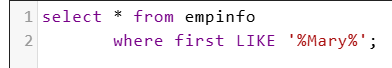 1 select * from empinfo
2 where first LIKE '%Mary%';